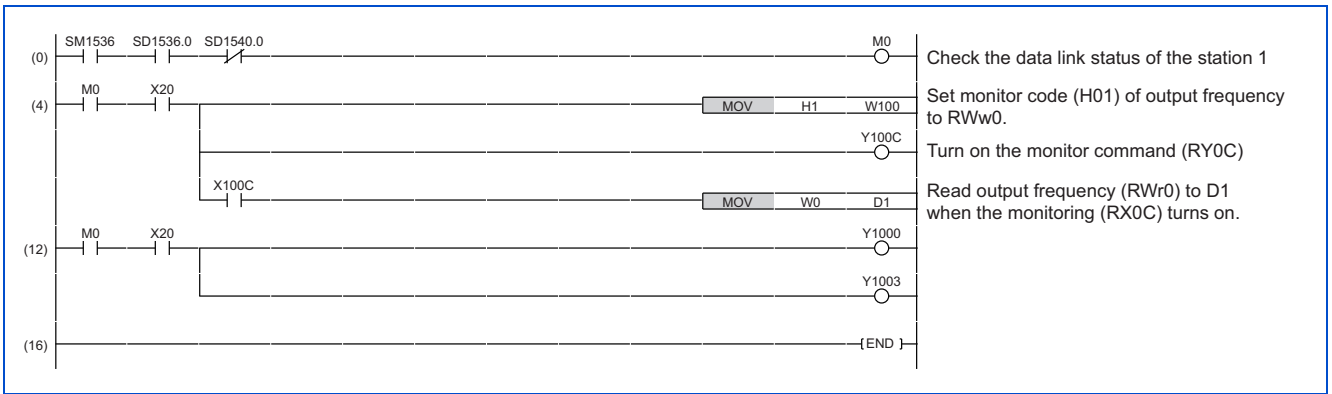 SM1536 SD1536.0 SD1540.0 M0
(0) Check the data link status of the station 1
M0 X20
(4) MOV H1 W100 Set monitor code (H01) of output frequency
to RWw0.
Y100C
Turn on the monitor command (RY0C)
X100C
MOV W0 D1 Read output frequency (RWr0) to D1
when the monitoring (RX0C) turns on.
M0 X20 Y1000
(12)
Y1003
(16) END